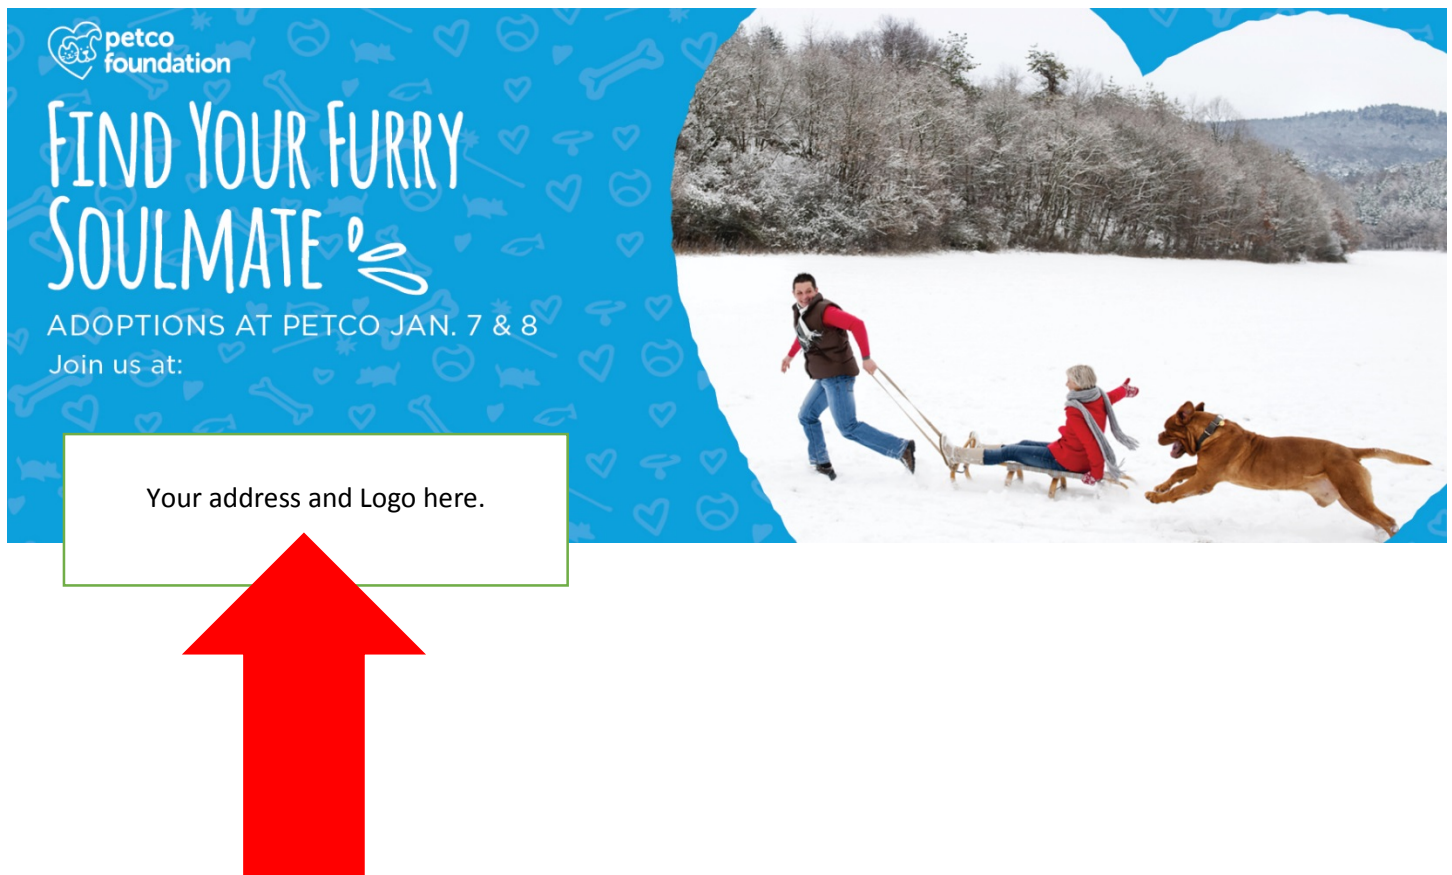 petco
foundation
FIND YOUR FURRY
SOULMATE
ADOPTIONS AT PETCO JAN. 7 & 8
Join us at:
Your address and Logo here.